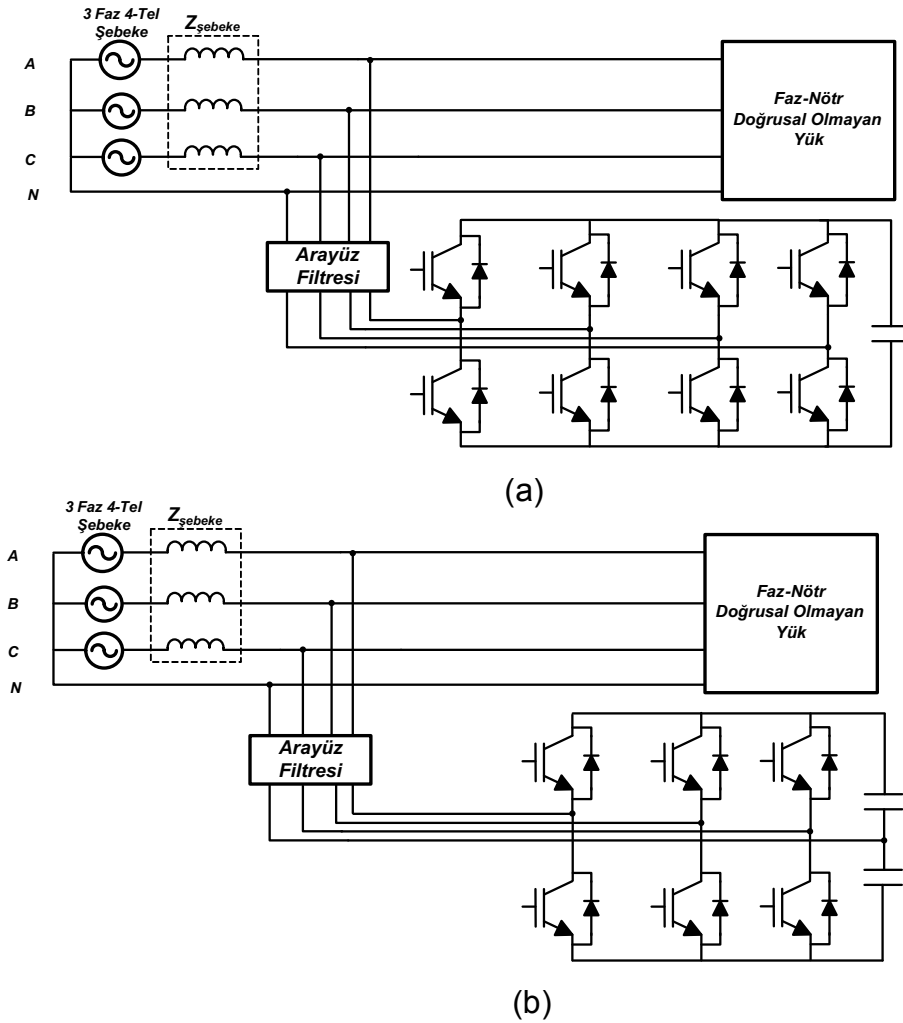 3 Faz 4-Tel
Şebeke
Zşebeke
A
B
C
N
Faz-Nötr
Doğrusal Olmayan
Yük
Arayüz
Filtresi
(a)
3 Faz 4-Tel
Şebeke
Zşebeke
A
B
C
N
Faz-Nötr
Doğrusal Olmayan
Yük
Arayüz
Filtresi
(b)